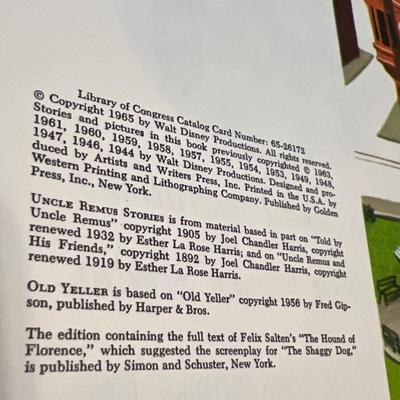 Library of Congress Catalog Card Number: 65-26172
© Copyright 1965 by Walt Disney Productions. All rights reserved.
Stories and pictures in this book previously copyrighted © 1963,
1961, 1960, 1959, 1958, 1957, 1955, 1954, 1953, 1949, 1948,
1947, 1946, 1944 by Walt Disney Productions. Designed and pro-
duced by Artists and Writers Press, Inc. Printed in the U.S.A. by
Western Printing and Lithographing Company. Published by Golden
Press, Inc., New York.
UNCLE REMUS STORIES is from material based in part on "Told by
Uncle Remus" copyright 1905 by Joel Chandler Harris, copyright
renewed 1932 by Esther La Rose Harris; and on "Uncle Remus and
His Friends," copyright 1892 by Joel Chandler Harris, copyright
renewed 1919 by Esther La Rose Harris.
OLD YELLER is based on "Old Yeller" copyright 1956 by Fred Gip-
son, published by Harper & Bros.
The edition containing the full text of Felix Salten's "The Hound of
Florence," which suggested the screenplay for "The Shaggy Dog,"
is published by Simon and Schuster, New York.